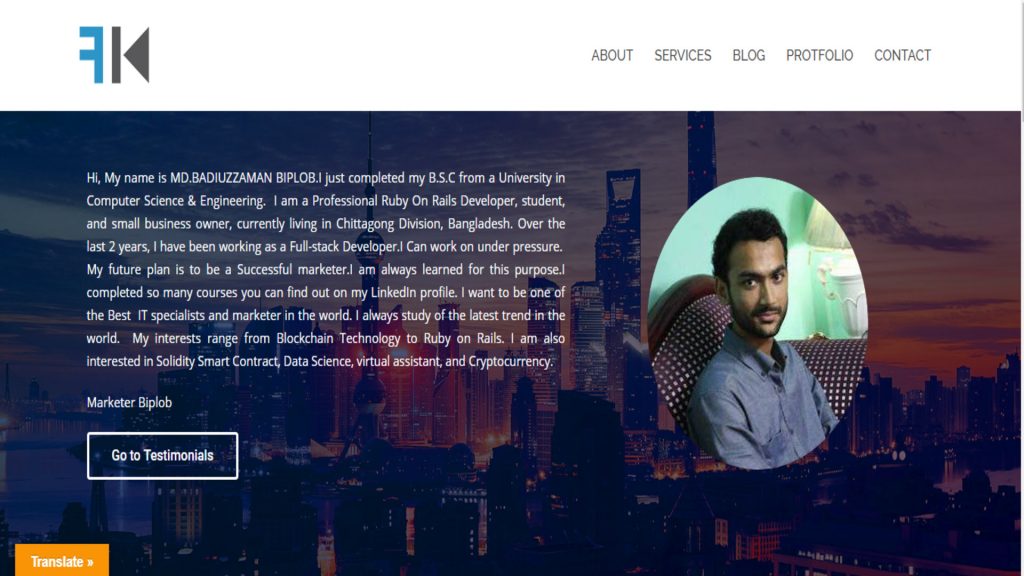 FK
ABOUT SERVICES BLOG PROTFOLIO CONTACT
Hi, My name is MD.BADIUZZAMAN BIPLOB.I just completed my B.S.C from a University in
Computer Science & Engineering. I am a Professional Ruby On Rails Developer, student,
and small business owner, currently living in Chittagong Division, Bangladesh. Over the
last 2 years, I have been working as a Full-stack Developer.I Can work on under pressure.
My future plan is to be a Successful marketer.I am always learned for this purpose.I
completed so many courses you can find out on my LinkedIn profile. I want to be one of
the Best IT specialists and marketer in the world. I always study of the latest trend in the
world. My interests range from Blockchain Technology to Ruby on Rails. I am also
interested in Solidity Smart Contract, Data Science, virtual assistant, and Cryptocurrency.
Marketer Biplob
Go to Testimonials
Translate »